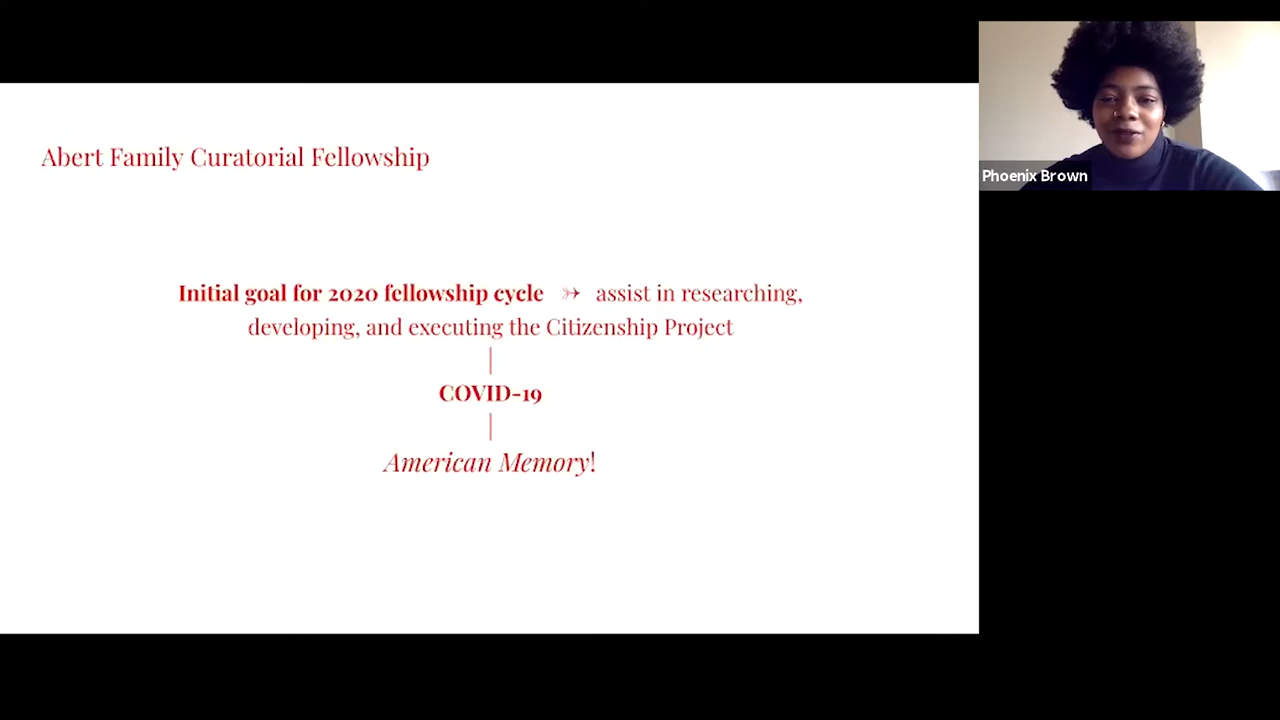 Abert Family Curatorial Fellowship
Initial goal for 2020 fellowship cycle ➳ assist in researching,
developing, and executing the Citizenship Project
COVID-19
American Memory!
Phoenix Brown